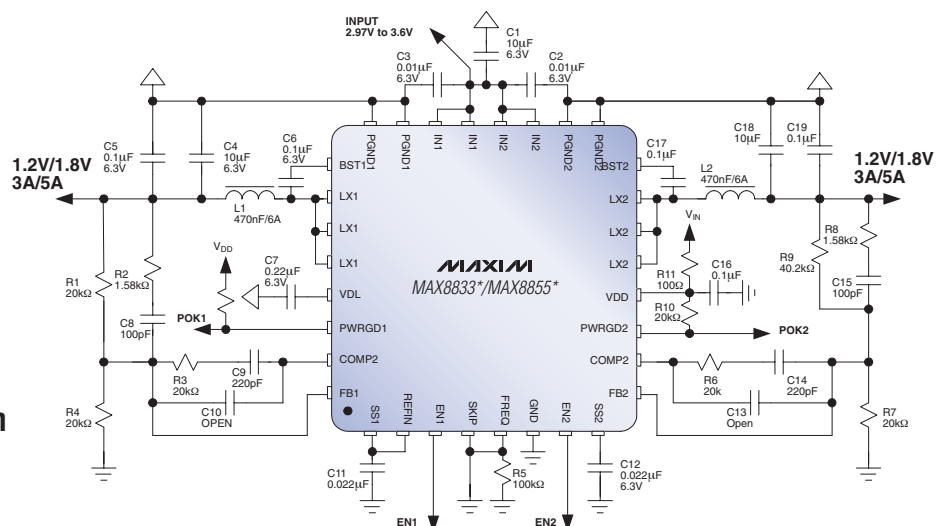 INPUT
2.97V to 3.6V
C1
10µF
6.3V
C3
0.01µF
6.3V
C2
0.01µF
6.3V
C5
0.1µF
6.3V
C4
10µF
6.3V
C6
0.1µF
6.3V
PGND1
PGND1
IN1
IN1
IN2
IN2
PGND2
PGND2
C17
0.1µF
C18
10µF
C19
0.1µF
1.2V/1.8V
3A/5A
L1
470nF/6A
BST1
LX1
LX1
LX1
VDL
PWRGD1
COMP2
FB1
BST2
LX2
LX2
LX2
VDD
PWRGD2
COMP2
FB2
L2
470nF/6A
1.2V/1.8V
3A/5A
MAXIM
MAX8833*/MAX8855*
R1
20kΩ
R2
1.58kΩ
VDD
C7
0.22µF
6.3V
C8
100pF
POK1
R3
20kΩ
C9
220pF
C10
OPEN
R4
20kΩ
VIN
R11
100Ω
C16
0.1µF
R10
20kΩ
POK2
R9
40.2kΩ
R8
1.58kΩ
C15
100pF
R6
20k
C14
220pF
C13
Open
R7
20kΩ
SS1
REFIN
EN1
SKIP
FREQ
GND
EN2
SS2
C11
0.022µF
R5
100kΩ
C12
0.022µF
6.3V
EN1
EN2